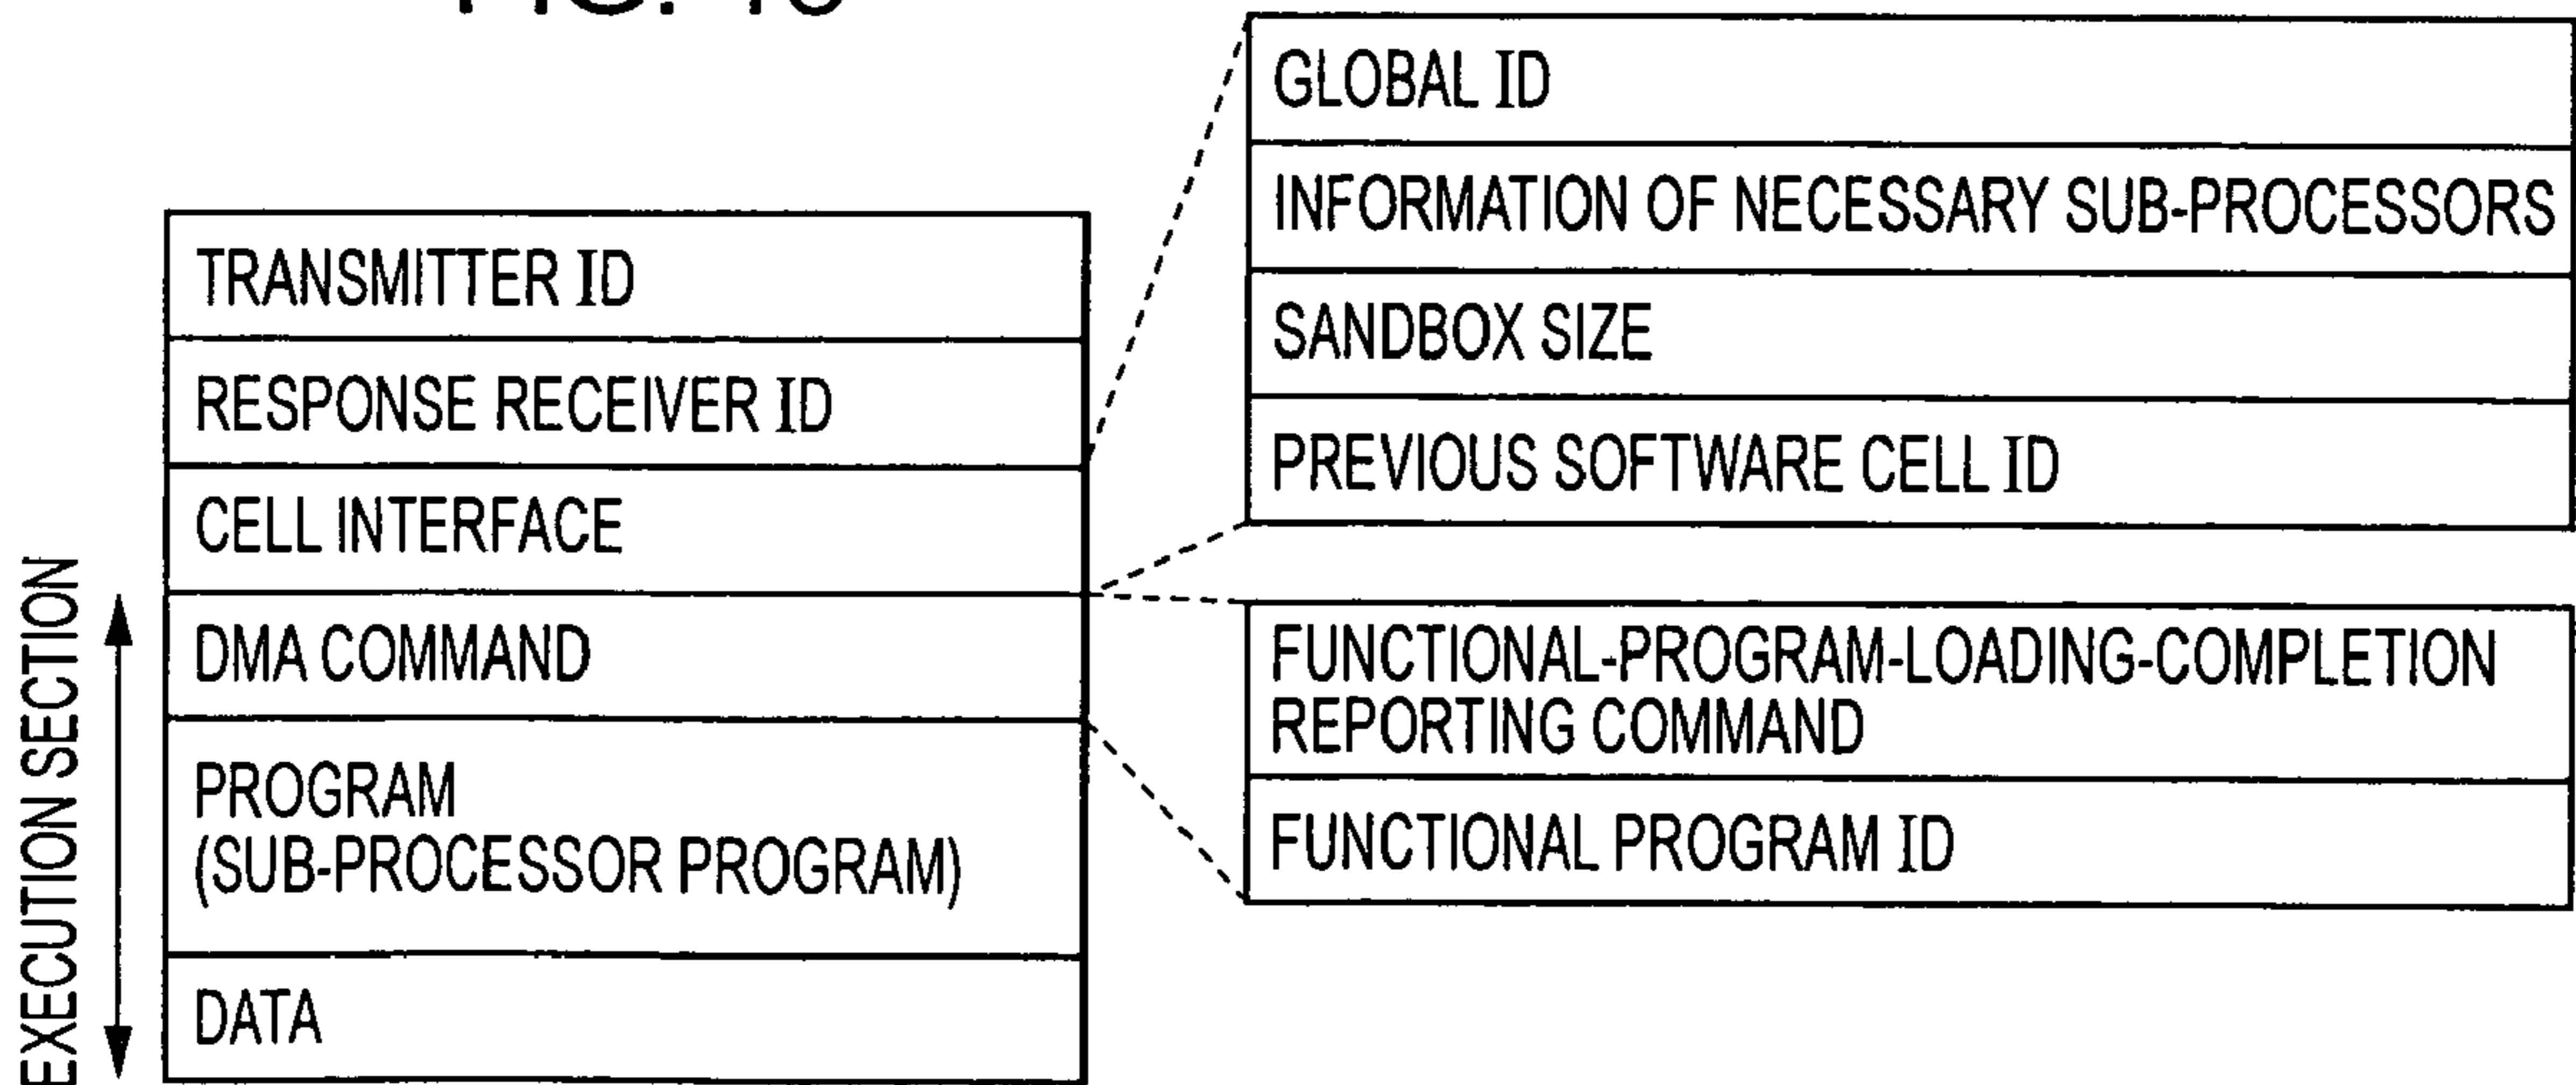 TRANSMITTER ID
RESPONSE RECEIVER ID
CELL INTERFACE
DMA COMMAND
PROGRAM
(SUB-PROCESSOR PROGRAM)
DATA
EXECUTION SECTION
GLOBAL ID
INFORMATION OF NECESSARY SUB-PROCESSORS
SANDBOX SIZE
PREVIOUS SOFTWARE CELL ID
FUNCTIONAL-PROGRAM-LOADING-COMPLETION
REPORTING COMMAND
FUNCTIONAL PROGRAM ID